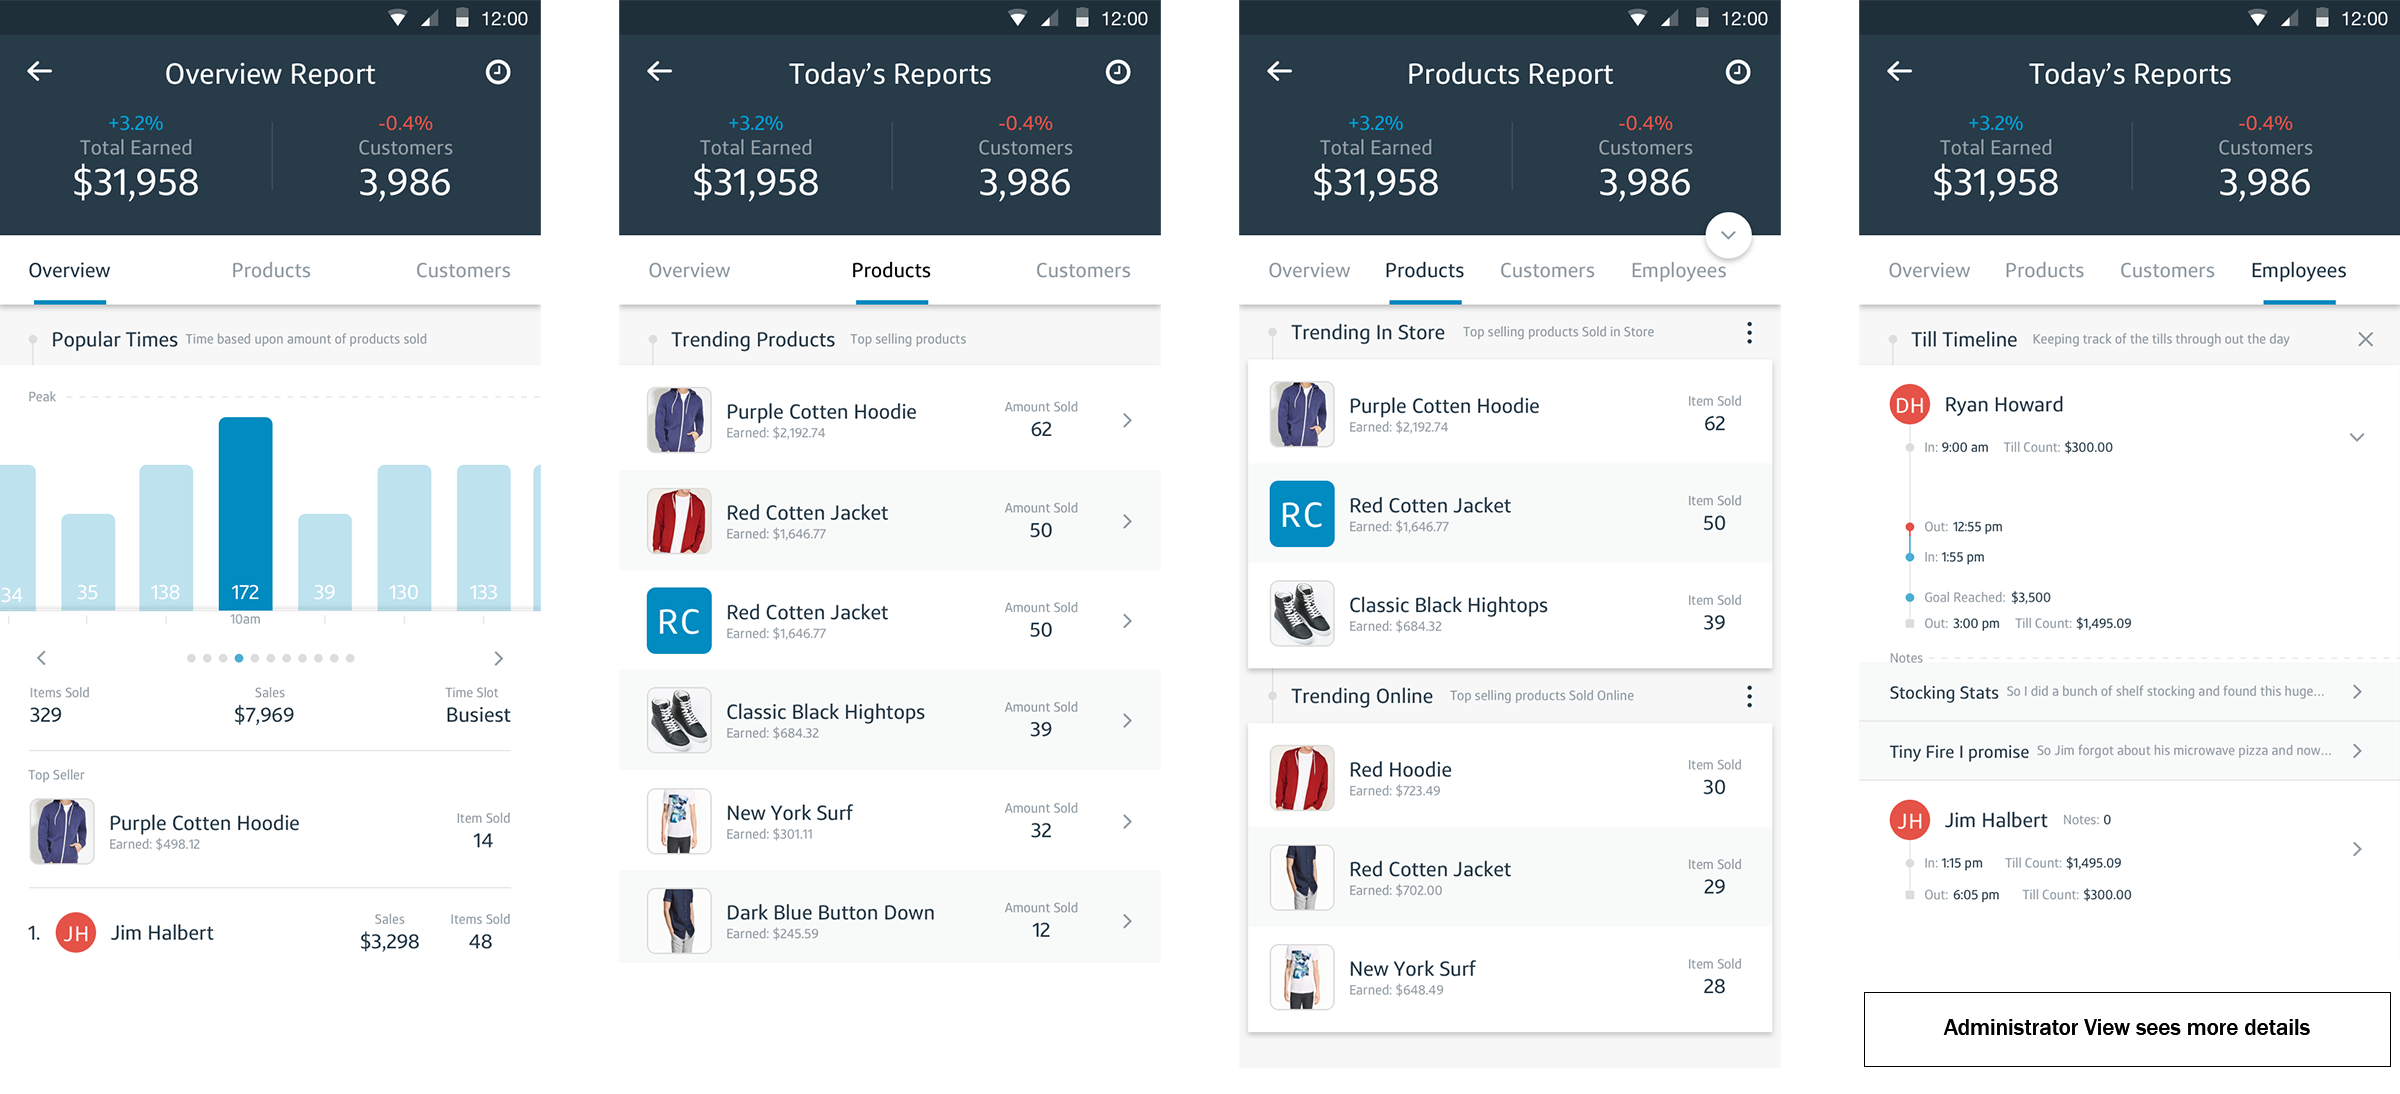 12:00
Overview Report
+3.2%
Total Earned
$31,958
-0.4%
Customers
3,986
Overview Products Customers
Popular Times Time based upon amount of products sold
Peak
34 35 138 172 39 130 133
10am
Items Sold
329
Sales
$7,969
Time Slot
Busiest
Top Seller
Purple Cotten Hoodie
Earned: $498.12
Item Sold
14
1. JH Jim Halbert
Sales
$3,298
Items Sold
48
12:00
Today's Reports
+3.2%
Total Earned
$31,958
-0.4%
Customers
3,986
Overview Products Customers
Trending Products Top selling products
Purple Cotten Hoodie
Earned: $2,192.74
Amount Sold
62
Red Cotten Jacket
Earned: $1,646.77
Amount Sold
50
RC
Red Cotten Jacket
Earned: $1,646.77
Amount Sold
50
Classic Black Hightops
Earned: $684.32
Amount Sold
39
New York Surf
Earned: $301.11
Amount Sold
32
Dark Blue Button Down
Earned: $245.59
Amount Sold
12
12:00
Products Report
+3.2%
Total Earned
$31,958
-0.4%
Customers
3,986
Overview Products Customers Employees
Trending In Store Top selling products Sold in Store
Purple Cotten Hoodie
Earned: $2,192.74
Item Sold
62
RC
Red Cotten Jacket
Earned: $1,646.77
Item Sold
50
Classic Black Hightops
Earned: $684.32
Item Sold
39
Trending Online Top selling products Sold Online
Red Hoodie
Earned: $723.49
Item Sold
30
Red Cotten Jacket
Earned: $702.00
Item Sold
29
New York Surf
Earned: $648.49
Item Sold
28
12:00
Today's Reports
+3.2%
Total Earned
$31,958
-0.4%
Customers
3,986
Overview Products Customers Employees
Till Timeline Keeping track of the tills through out the day
DH Ryan Howard
In: 9:00 am Till Count: $300.00
Out: 12:55 pm
In: 1:55 pm
Goal Reached: $3,500
Out: 3:00 pm Till Count: $1,495.09
Notes
Stocking Stats So I did a bunch of shelf stocking and found this huge...
Tiny Fire I promise So Jim forgot about his microwave pizza and now...
JH Jim Halbert Notes: 0
In: 1:15 pm Till Count: $1,495.09
Out: 6:05 pm Till Count: $300.00
Administrator View sees more details